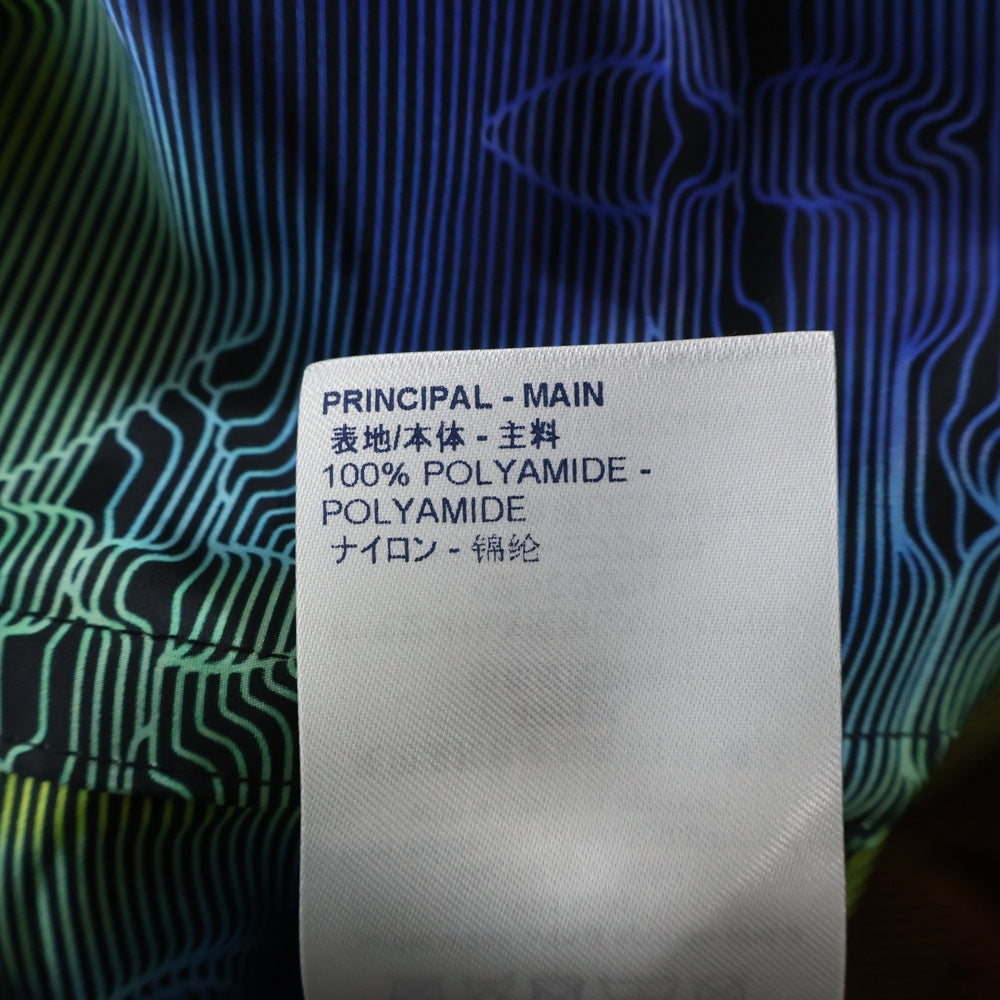 PRINCIPAL - MAIN
表地/本体 - 主料
100% POLYAMIDE -
POLYAMIDE
ナイロン - 锦纶